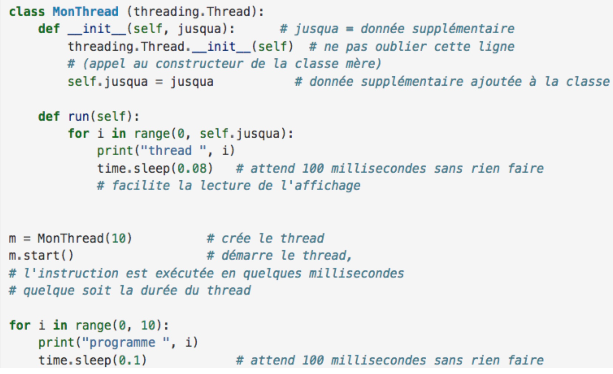 class MonThread (threading.Thread):
    def __init__(self, jusqua):      # jusqua = donnée supplémentaire
        threading.Thread.__init__(self)  # ne pas oublier cette ligne
        # (appel au constructeur de la classe mère)
        self.jusqua = jusqua           # donnée supplémentaire ajoutée à la classe
    def run(self):
        for i in range(0, self.jusqua):
            print("thread ", i)
            time.sleep(0.08)   # attend 100 millisecondes sans rien faire
            # facilite la lecture de l'affichage
m = MonThread(10)          # crée le thread
m.start()                  # démarre le thread,
# l'instruction est exécutée en quelques millisecondes
# quelque soit la durée du thread
for i in range(0, 10):
    print("programme ", i)
    time.sleep(0.1)            # attend 100 millisecondes sans rien faire